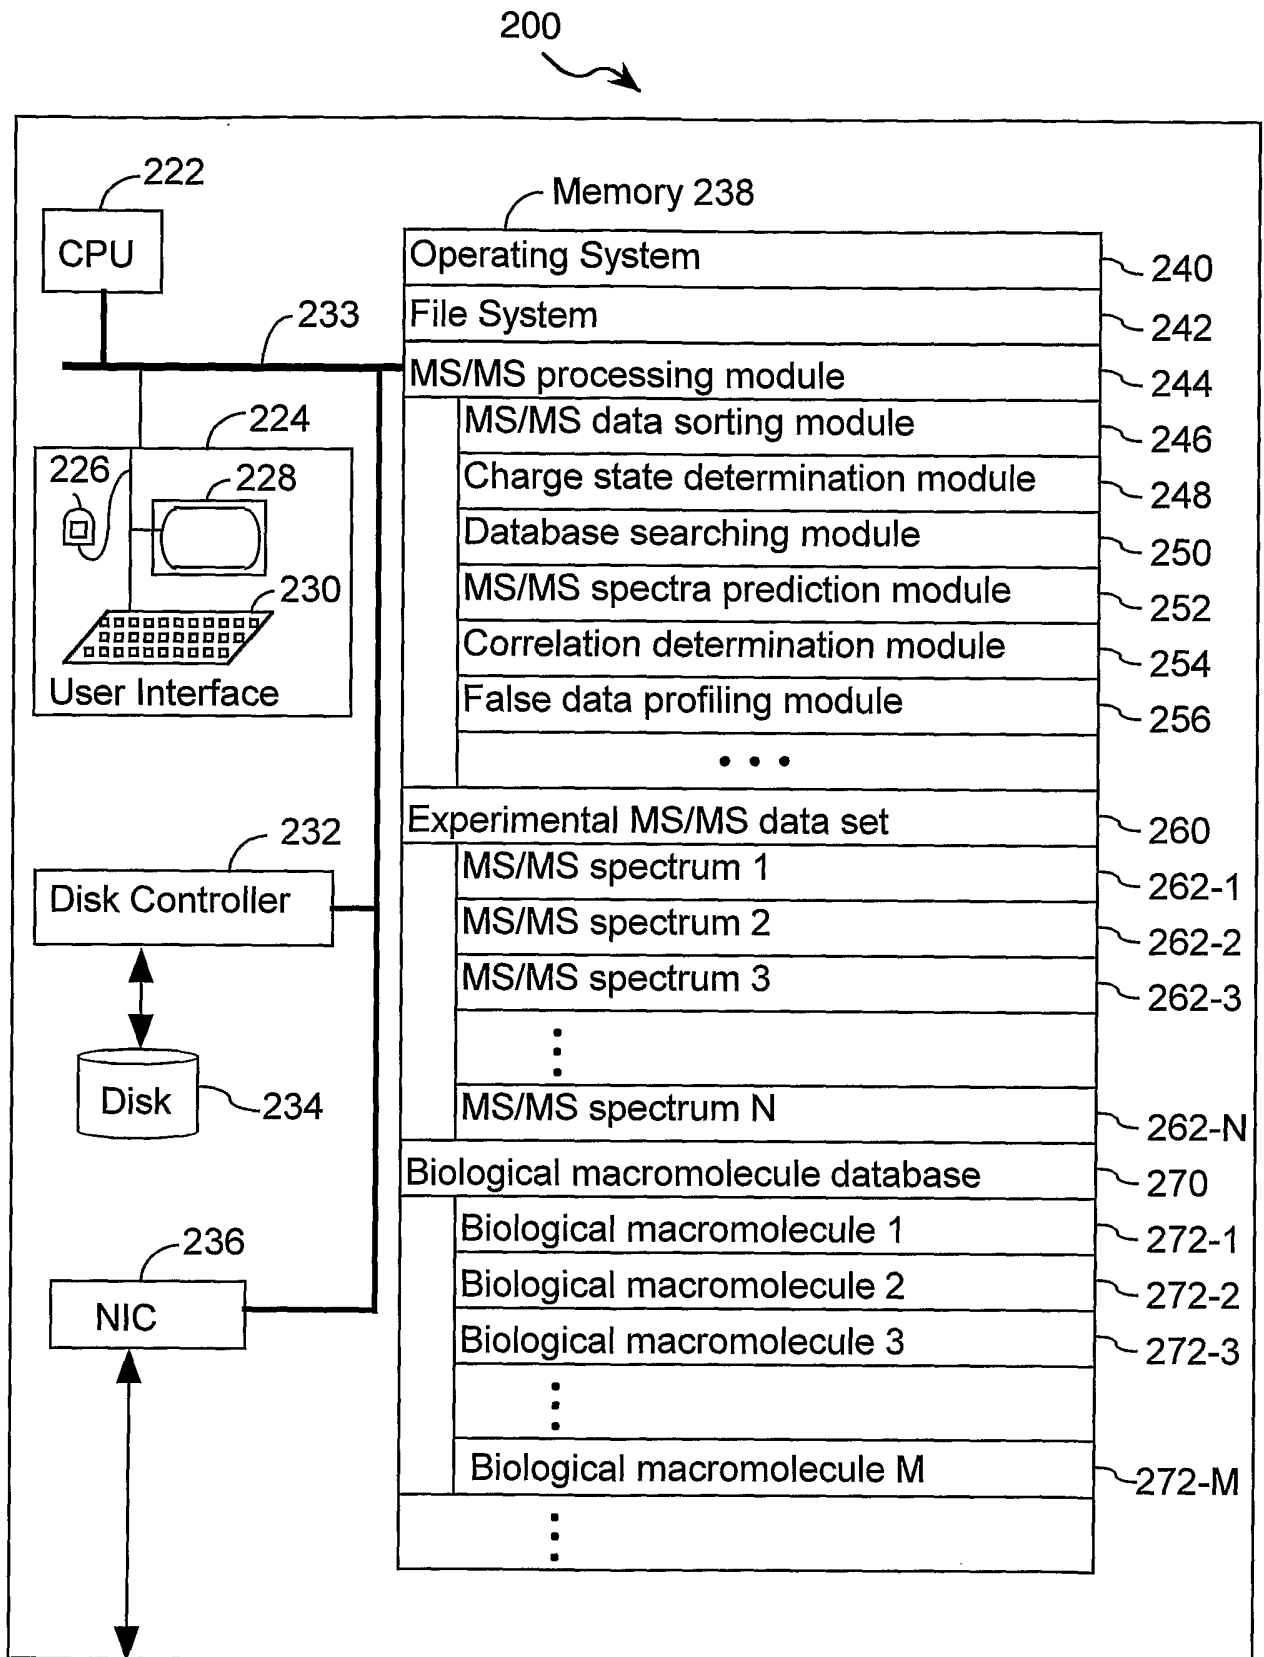 200
222
CPU
233
224
226
228
230
User Interface
232
Disk Controller
Disk
234
236
NIC
Memory 238
Operating System 240
File System 242
MS/MS processing module 244
MS/MS data sorting module 246
Charge state determination module 248
Database searching module 250
MS/MS spectra prediction module 252
Correlation determination module 254
False data profiling module 256
• • •
Experimental MS/MS data set 260
MS/MS spectrum 1 262-1
MS/MS spectrum 2 262-2
MS/MS spectrum 3 262-3
MS/MS spectrum N 262-N
Biological macromolecule database 270
Biological macromolecule 1 272-1
Biological macromolecule 2 272-2
Biological macromolecule 3 272-3
Biological macromolecule M 272-M